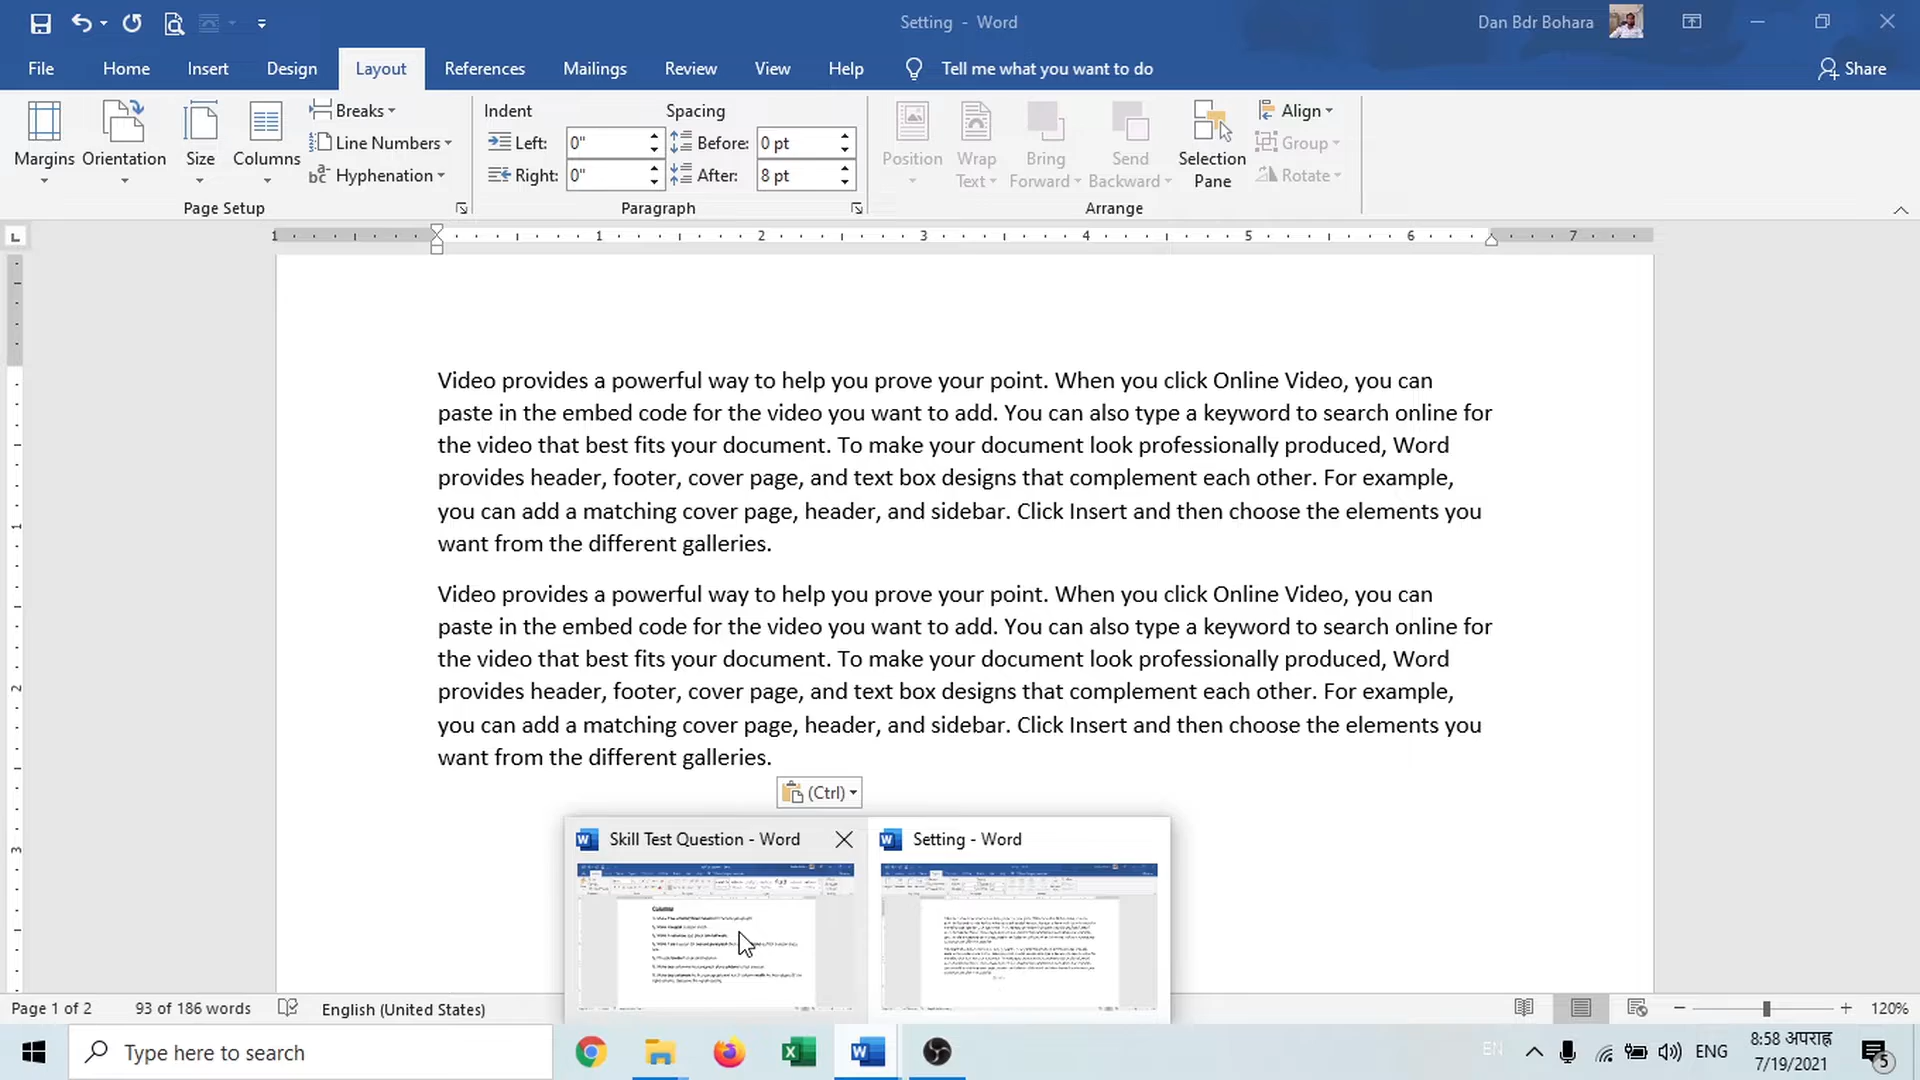 Setting - Word
Dan Bdr Bohara
File Home Insert Design Layout References Mailings Review View Help Tell me what you want to do Share
Margins Orientation Size Columns
Breaks
Line Numbers
Hyphenation
Page Setup
Indent Spacing
Left: 0" Before: 0 pt
Right: 0" After: 8 pt
Paragraph
Position Wrap Text Bring Forward Send Backward Selection Pane
Align
Group
Rotate
Arrange
1 1 2 3 4 5 6 7
1
2
3
Video provides a powerful way to help you prove your point. When you click Online Video, you can
paste in the embed code for the video you want to add. You can also type a keyword to search online for
the video that best fits your document. To make your document look professionally produced, Word
provides header, footer, cover page, and text box designs that complement each other. For example,
you can add a matching cover page, header, and sidebar. Click Insert and then choose the elements you
want from the different galleries.
Video provides a powerful way to help you prove your point. When you click Online Video, you can
paste in the embed code for the video you want to add. You can also type a keyword to search online for
the video that best fits your document. To make your document look professionally produced, Word
provides header, footer, cover page, and text box designs that complement each other. For example,
you can add a matching cover page, header, and sidebar. Click Insert and then choose the elements you
want from the different galleries.
(Ctrl)
Skill Test Question - Word Setting - Word
Columns
Page 1 of 2 93 of 186 words English (United States) 120%
Type here to search
EN ENG
8:58 अपराह्न
7/19/2021
5